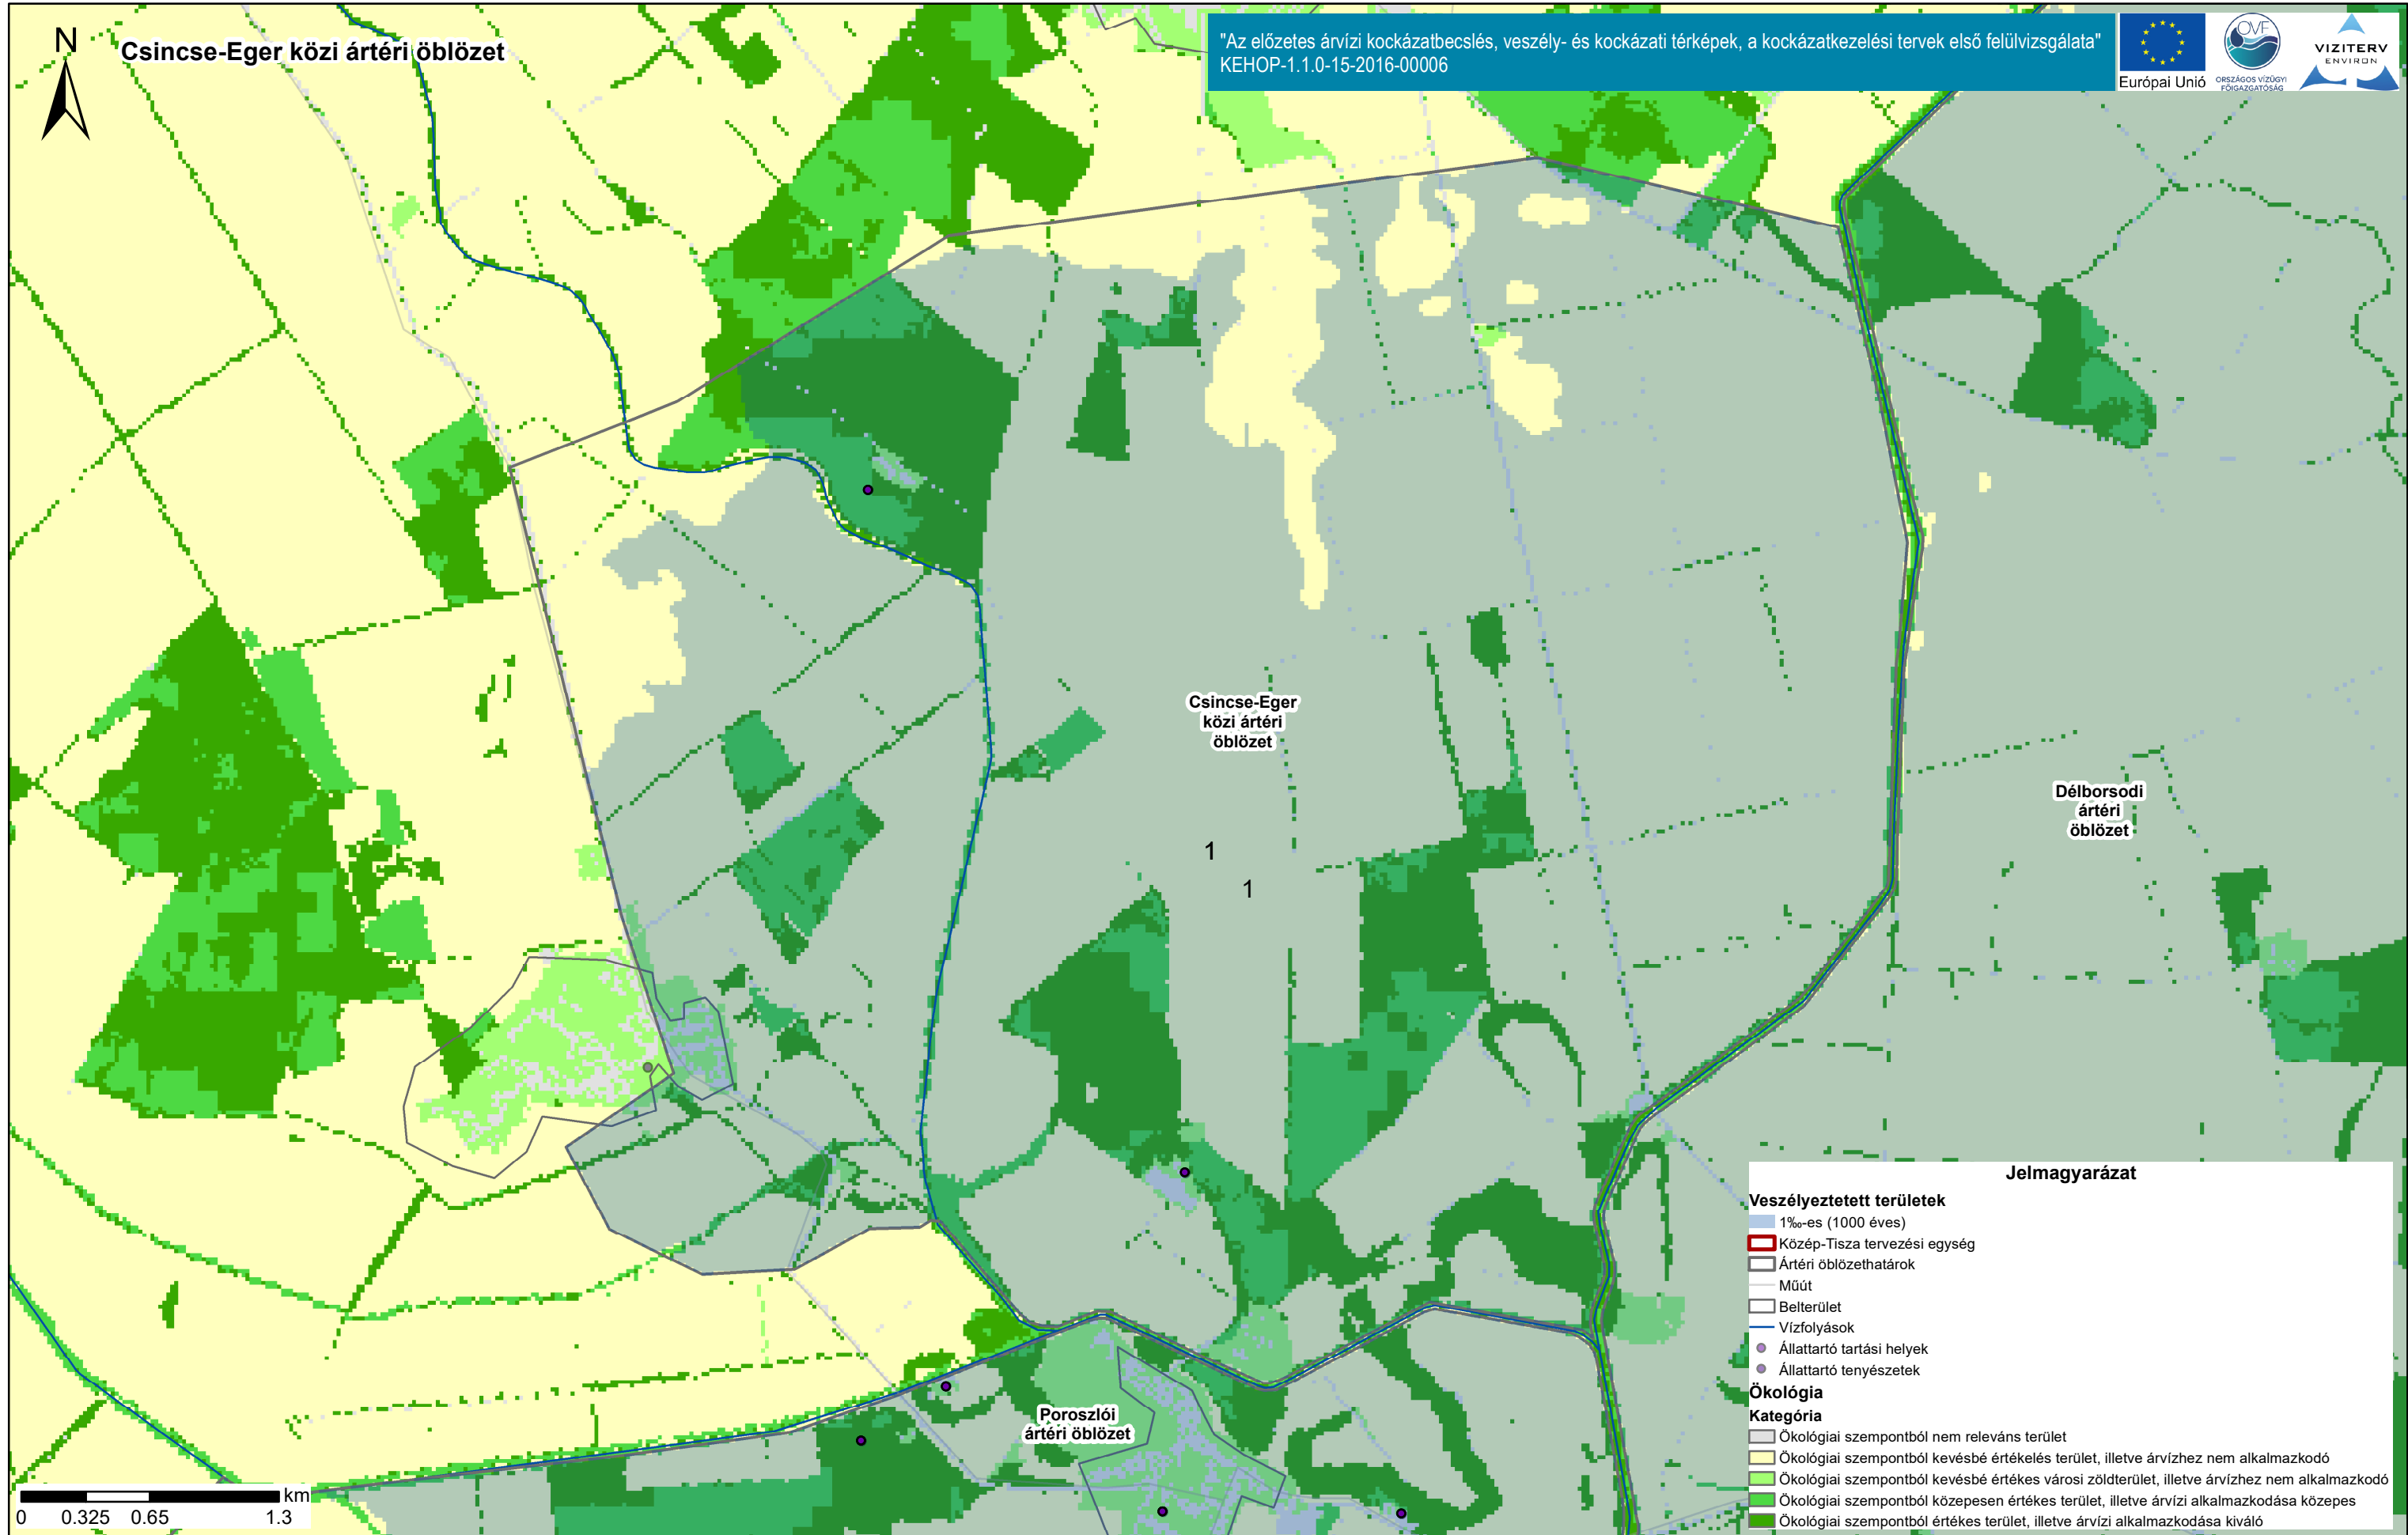 N
Csincse-Eger közi ártéri öblözet
"Az előzetes árvízi kockázatbecslés, veszély- és kockázati térképek, a kockázatkezelési tervek első felülvizsgálata"
KEHOP-1.1.0-15-2016-00006
Európai Unió
OVF
ORSZÁGOS VÍZÜGYI
FŐIGAZGATÓSÁG
VIZITERV
ENVIRON
Csincse-Eger
közi ártéri
öblözet
Délborsodi
ártéri
öblözet
1
1
Poroszlói
ártéri öblözet
km
0 0.325 0.65 1.3
Jelmagyarázat
Veszélyeztetett területek
1‰-es (1000 éves)
Közép-Tisza tervezési egység
Ártéri öblözethatárok
Műút
Belterület
Vízfolyások
Állattartó tartási helyek
Állattartó tenyészetek
Ökológia
Kategória
Ökológiai szempontból nem releváns terület
Ökológiai szempontból kevésbé értékelés terület, illetve árvízhez nem alkalmazkodó
Ökológiai szempontból kevésbé értékes városi zöldterület, illetve árvízhez nem alkalmazkodó
Ökológiai szempontból közepesen értékes terület, illetve árvízi alkalmazkodása közepes
Ökológiai szempontból értékes terület, illetve árvízi alkalmazkodása kiváló